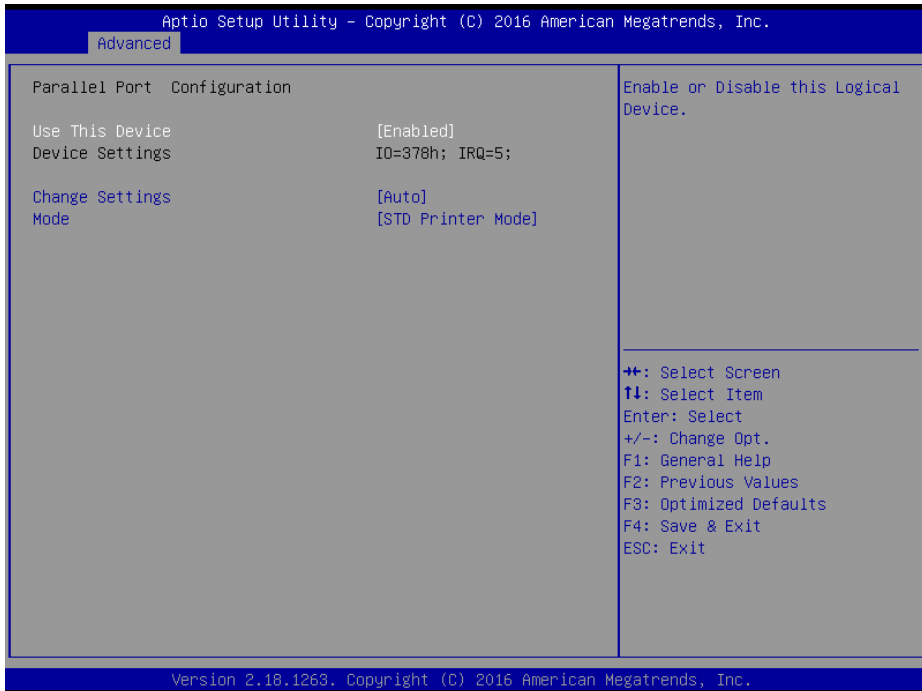 Aptio Setup Utility – Copyright (C) 2016 American Megatrends, Inc.
Advanced
Parallel Port Configuration
Use This Device [Enabled]
Device Settings IO=378h; IRQ=5;
Change Settings [Auto]
Mode [STD Printer Mode]
Enable or Disable this Logical
Device.
→←: Select Screen
↑↓: Select Item
Enter: Select
+/-: Change Opt.
F1: General Help
F2: Previous Values
F3: Optimized Defaults
F4: Save & Exit
ESC: Exit
Version 2.18.1263. Copyright (C) 2016 American Megatrends, Inc.